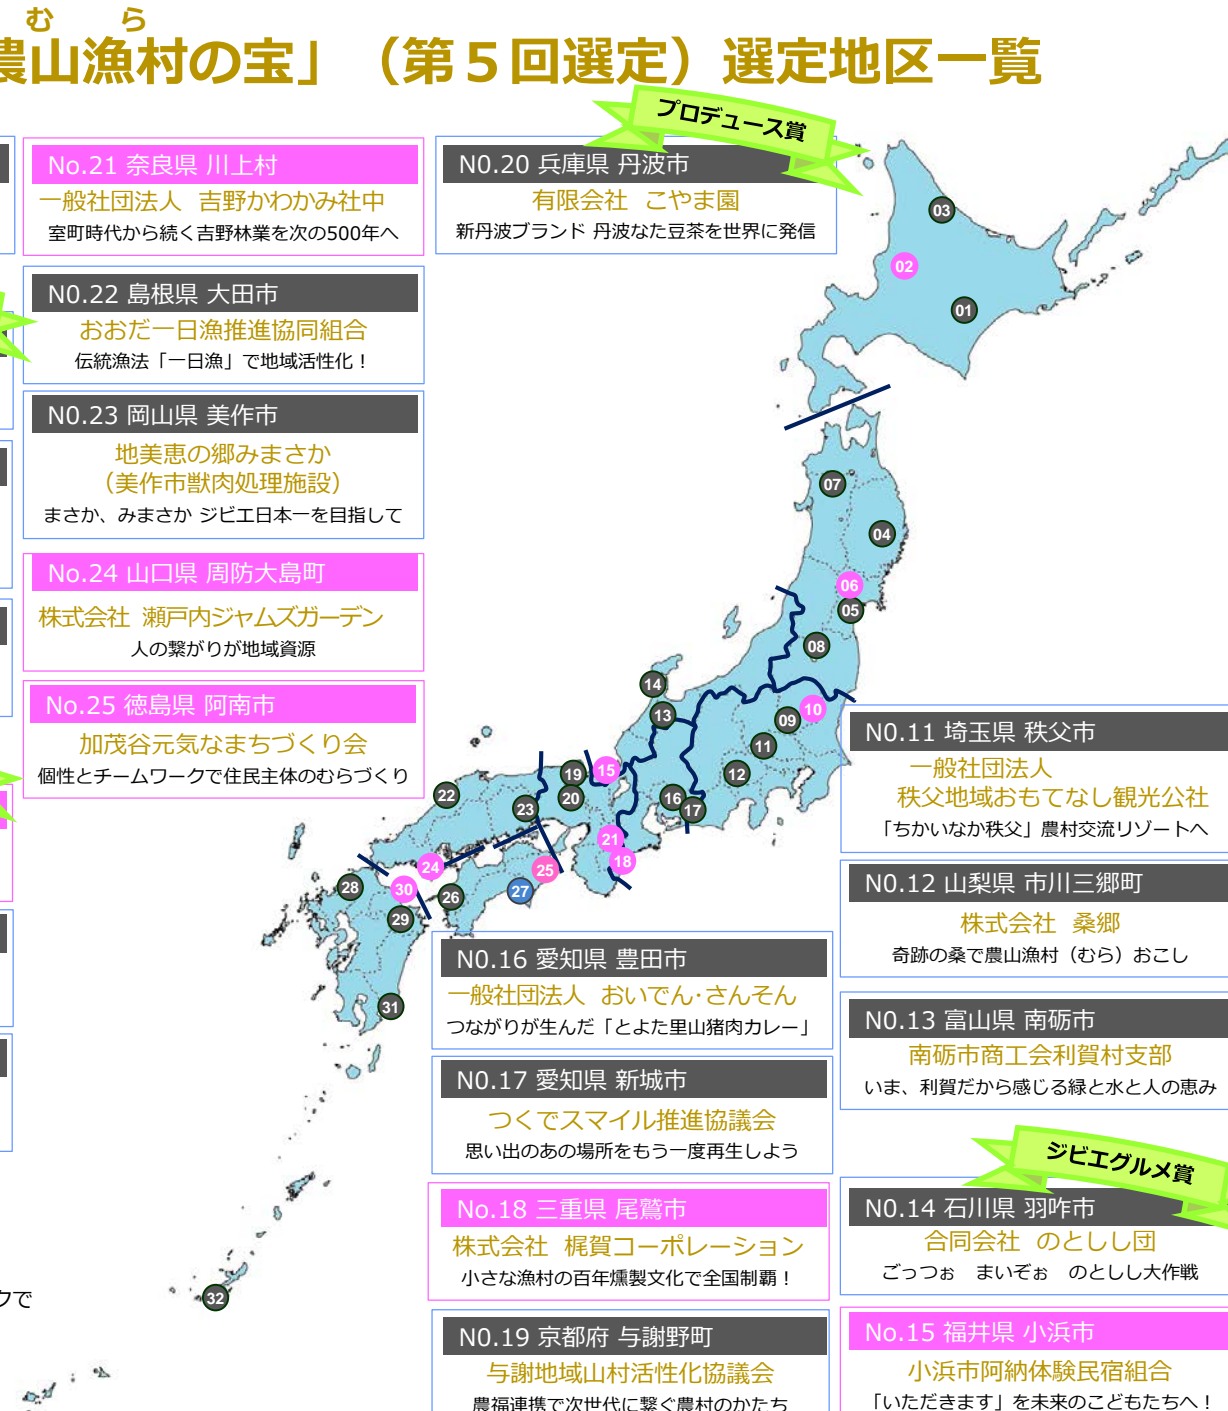 むら
農山漁村の宝」（第５回選定）選定地区一覧
No.21 奈良県 川上村
一般社団法人 吉野かわかみ社中
室町時代から続く吉野林業を次の500年へ
プロデュース賞
N0.20 兵庫県 丹波市
有限会社 こやま園
新丹波ブランド 丹波なた豆茶を世界に発信
N0.22 島根県 大田市
おおだ一日漁推進協同組合
伝統漁法「一日漁」で地域活性化！
N0.23 岡山県 美作市
地美恵の郷みまさか
（美作市獣肉処理施設）
まさか、みまさか ジビエ日本一を目指して
No.24 山口県 周防大島町
株式会社 瀬戸内ジャムズガーデン
人の繋がりが地域資源
No.25 徳島県 阿南市
加茂谷元気なまちづくり会
個性とチームワークで住民主体のむらづくり
03
02
01
07
04
06
05
08
14
13
10
09
11
12
15
19
20
16
17
22
23
21
18
24
25
30
28
26
27
29
31
32
N0.11 埼玉県 秩父市
一般社団法人
秩父地域おもてなし観光公社
「ちかいなか秩父」農村交流リゾートへ
N0.12 山梨県 市川三郷町
株式会社 桑郷
奇跡の桑で農山漁村（むら）おこし
N0.13 富山県 南砺市
南砺市商工会利賀村支部
いま、利賀だから感じる緑と水と人の恵み
ジビエグルメ賞
N0.14 石川県 羽咋市
合同会社 のとしし団
ごっつぉ まいぞぉ のとしし大作戦
No.15 福井県 小浜市
小浜市阿納体験民宿組合
「いただきます」を未来のこどもたちへ！
N0.16 愛知県 豊田市
一般社団法人 おいでん･さんそん
つながりが生んだ「とよた里山猪肉カレー」
N0.17 愛知県 新城市
つくでスマイル推進協議会
思い出のあの場所をもう一度再生しよう
No.18 三重県 尾鷲市
株式会社 梶賀コーポレーション
小さな漁村の百年燻製文化で全国制覇！
N0.19 京都府 与謝野町
与謝地域山村活性化協議会
農福連携で次世代に繋ぐ農村のかたち
クで